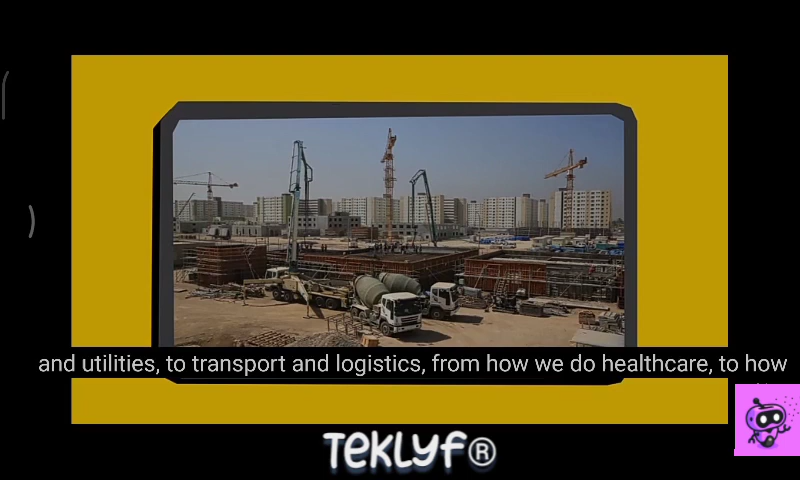 and utilities, to transport and logistics, from how we do healthcare, to how
TEKLYF®